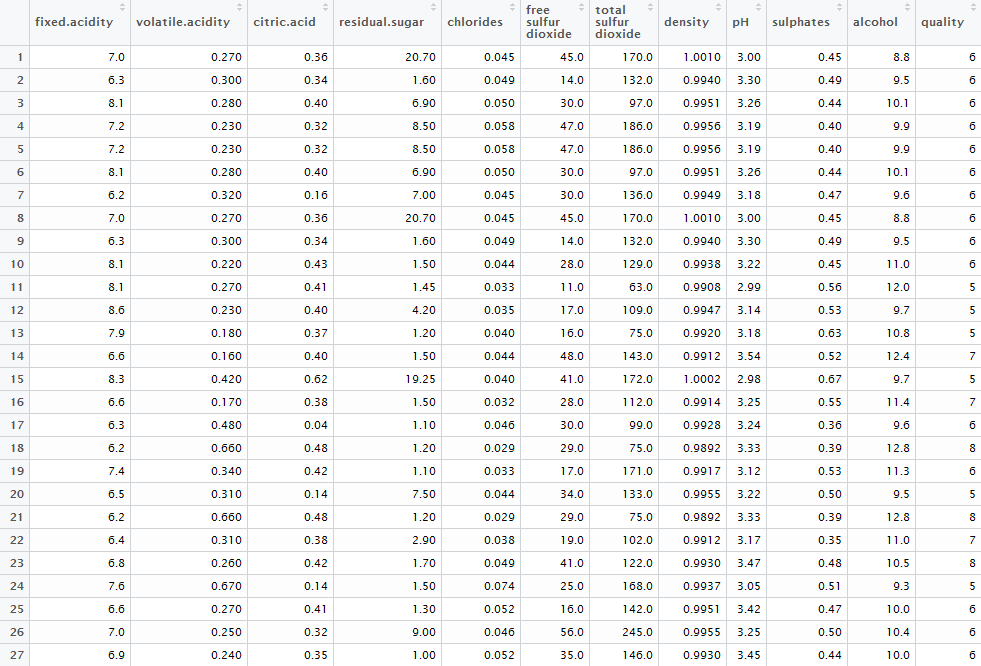 fixed.acidity volatile.acidity citric.acid residual.sugar chlorides free sulfur dioxide total sulfur dioxide density pH sulphates alcohol quality
1 7.0 0.270 0.36 20.70 0.045 45.0 170.0 1.0010 3.00 0.45 8.8 6
2 6.3 0.300 0.34 1.60 0.049 14.0 132.0 0.9940 3.30 0.49 9.5 6
3 8.1 0.280 0.40 6.90 0.050 30.0 97.0 0.9951 3.26 0.44 10.1 6
4 7.2 0.230 0.32 8.50 0.058 47.0 186.0 0.9956 3.19 0.40 9.9 6
5 7.2 0.230 0.32 8.50 0.058 47.0 186.0 0.9956 3.19 0.40 9.9 6
6 8.1 0.280 0.40 6.90 0.050 30.0 97.0 0.9951 3.26 0.44 10.1 6
7 6.2 0.320 0.16 7.00 0.045 30.0 136.0 0.9949 3.18 0.47 9.6 6
8 7.0 0.270 0.36 20.70 0.045 45.0 170.0 1.0010 3.00 0.45 8.8 6
9 6.3 0.300 0.34 1.60 0.049 14.0 132.0 0.9940 3.30 0.49 9.5 6
10 8.1 0.220 0.43 1.50 0.044 28.0 129.0 0.9938 3.22 0.45 11.0 6
11 8.1 0.270 0.41 1.45 0.033 11.0 63.0 0.9908 2.99 0.56 12.0 5
12 8.6 0.230 0.40 4.20 0.035 17.0 109.0 0.9947 3.14 0.53 9.7 5
13 7.9 0.180 0.37 1.20 0.040 16.0 75.0 0.9920 3.18 0.63 10.8 5
14 6.6 0.160 0.40 1.50 0.044 48.0 143.0 0.9912 3.54 0.52 12.4 7
15 8.3 0.420 0.62 19.25 0.040 41.0 172.0 1.0002 2.98 0.67 9.7 5
16 6.6 0.170 0.38 1.50 0.032 28.0 112.0 0.9914 3.25 0.55 11.4 7
17 6.3 0.480 0.04 1.10 0.046 30.0 99.0 0.9928 3.24 0.36 9.6 6
18 6.2 0.660 0.48 1.20 0.029 29.0 75.0 0.9892 3.33 0.39 12.8 8
19 7.4 0.340 0.42 1.10 0.033 17.0 171.0 0.9917 3.12 0.53 11.3 6
20 6.5 0.310 0.14 7.50 0.044 34.0 133.0 0.9955 3.22 0.50 9.5 5
21 6.2 0.660 0.48 1.20 0.029 29.0 75.0 0.9892 3.33 0.39 12.8 8
22 6.4 0.310 0.38 2.90 0.038 19.0 102.0 0.9912 3.17 0.35 11.0 7
23 6.8 0.260 0.42 1.70 0.049 41.0 122.0 0.9930 3.47 0.48 10.5 8
24 7.6 0.670 0.14 1.50 0.074 25.0 168.0 0.9937 3.05 0.51 9.3 5
25 6.6 0.270 0.41 1.30 0.052 16.0 142.0 0.9951 3.42 0.47 10.0 6
26 7.0 0.250 0.32 9.00 0.046 56.0 245.0 0.9955 3.25 0.50 10.4 6
27 6.9 0.240 0.35 1.00 0.052 35.0 146.0 0.9930 3.45 0.44 10.0 6